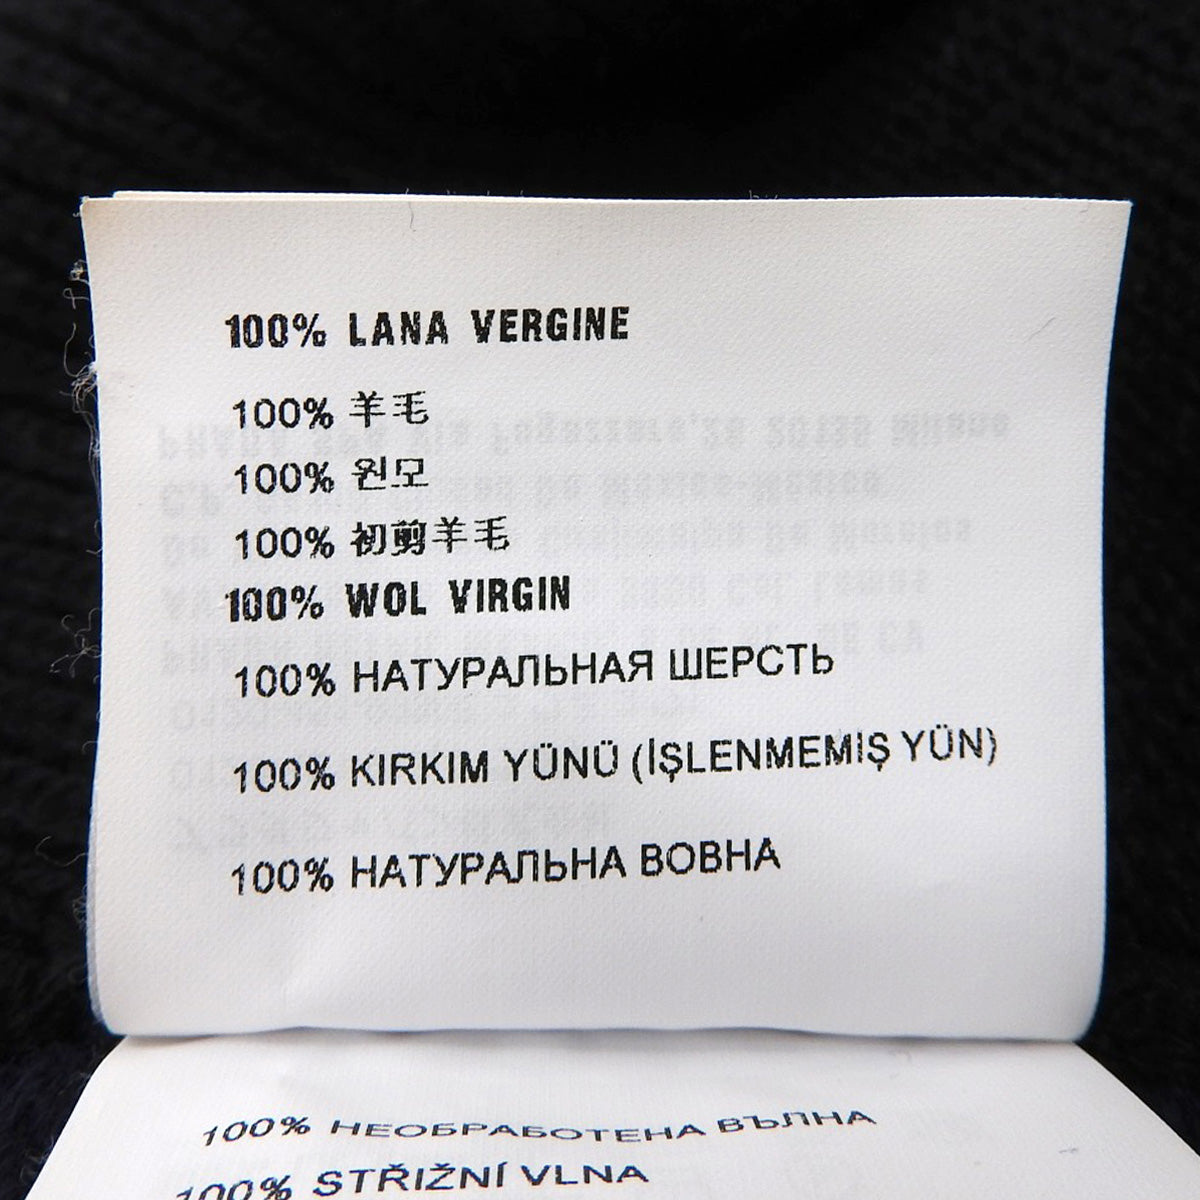 100% LANA VERGINE
100% 羊毛
100% 원모
100% 初剪羊毛
100% WOL VIRGIN
100% НАТУРАЛЬНАЯ ШЕРСТЬ
100% KIRKIM YÜNÜ (İŞLENMEMIŞ YÜN)
100% НАТУРАЛЬНА ВОВНА
100% НЕОБРАБОТЕНА ВЪЛНА
100% STŘIŽNÍ VLNA